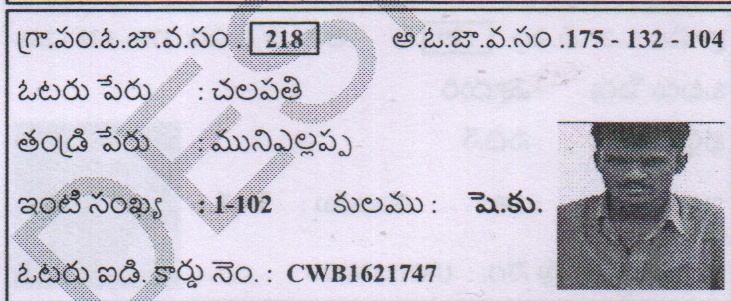 గ్రా.పం.ఓ.జా.వ.సం. 218 అ.ఓ.జా.వ.సం .175 - 132 - 104
ఓటరు పేరు : చలపతి
తండ్రి పేరు : మునిఎల్లప్ప
ఇంటి సంఖ్య : 1-102 కులము : షె.కు.
ఓటరు ఐడి. కార్డు నెం. : CWB1621747